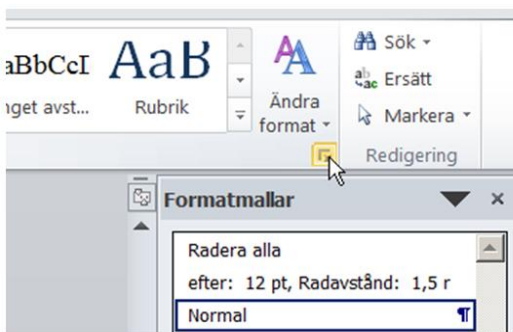 aBbCcI AaB
nget avst... Rubrik
Ändra
format
Sök
Ersätt
Markera
Redigering
Formatmallar
Radera alla
efter: 12 pt, Radavstånd: 1,5 r
Normal ¶